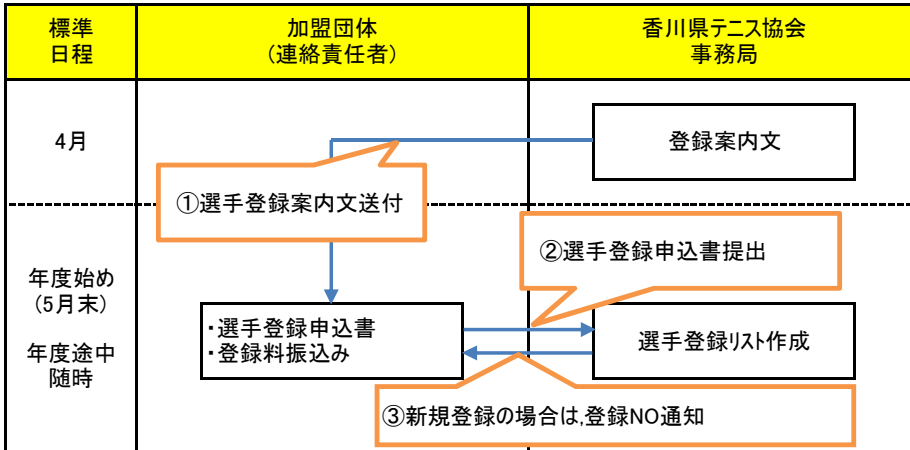 標準
日程
加盟団体
(連絡責任者)
香川県テニス協会
事務局
4月
登録案内文
①選手登録案内文送付
②選手登録申込書提出
年度始め
(5月末)
年度途中
随時
・選手登録申込書
・登録料振込み
選手登録リスト作成
③新規登録の場合は,登録NO通知